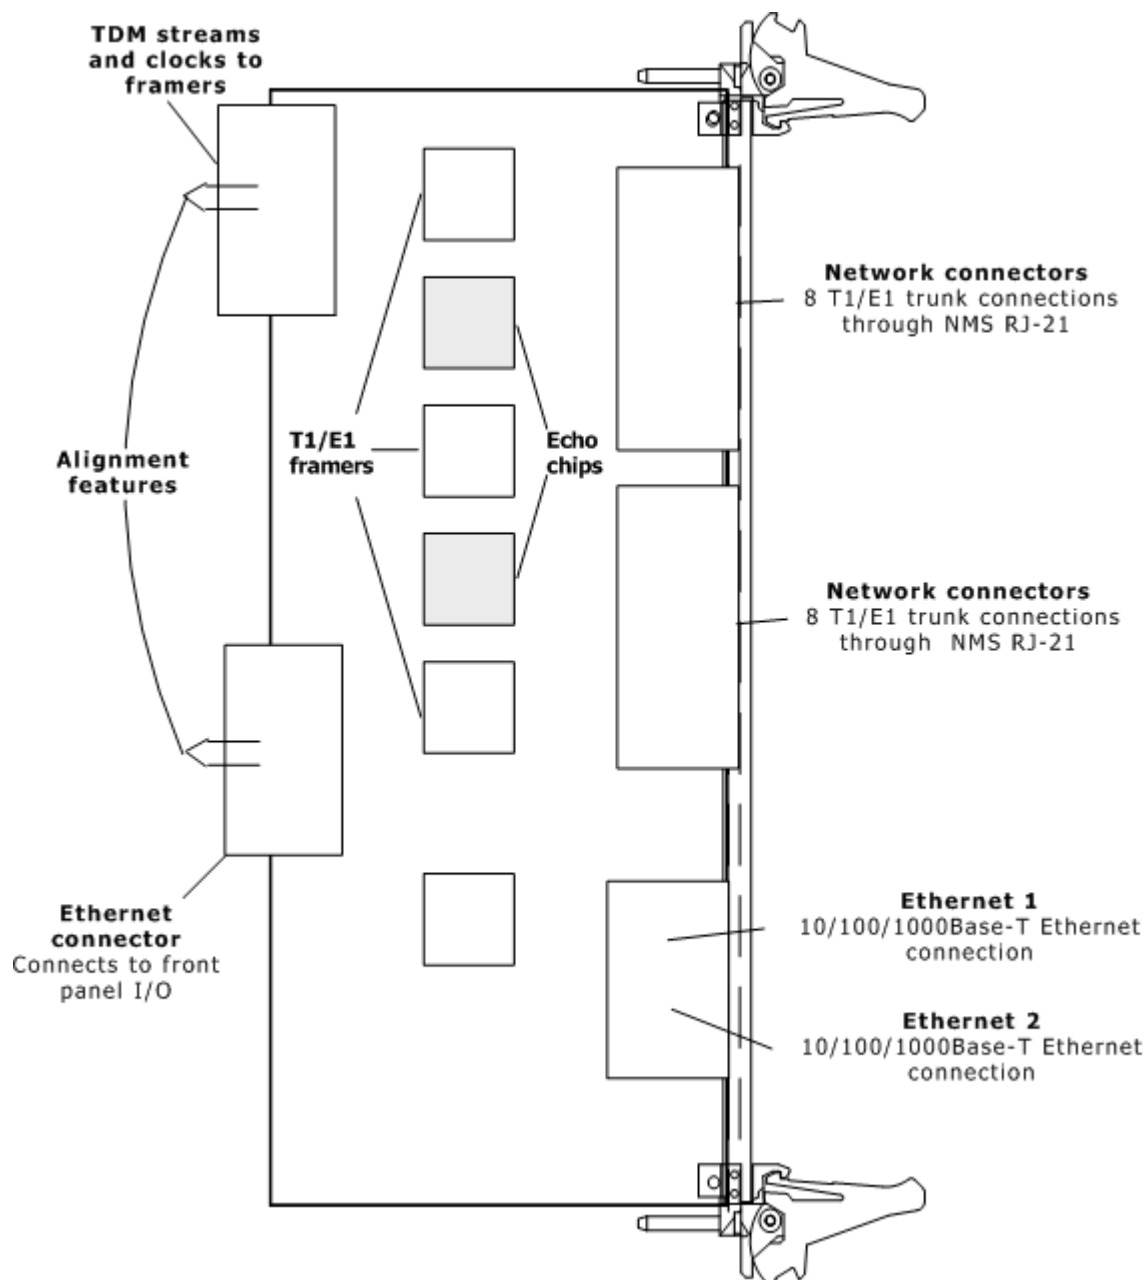 TDM streams
and clocks to
framers
Network connectors
8 T1/E1 trunk connections
through NMS RJ-21
T1/E1
framers
Echo
chips
Alignment
features
Network connectors
8 T1/E1 trunk connections
through NMS RJ-21
Ethernet
connector
Connects to front
panel I/O
Ethernet 1
10/100/1000Base-T Ethernet
connection
Ethernet 2
10/100/1000Base-T Ethernet
connection